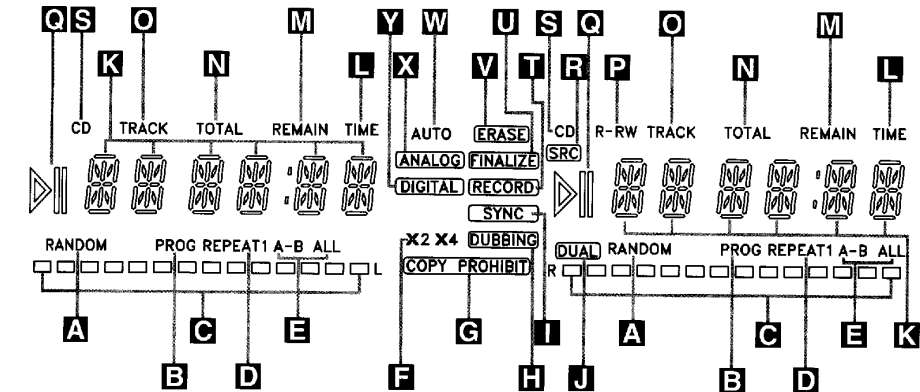 Q S O M Y W U S Q O M
K N L X V T R P N L
CD TRACK TOTAL REMAIN TIME AUTO ERASE CD R-RW TRACK TOTAL REMAIN TIME
ANALOG FINALIZE SRC
DIGITAL RECORD
SYNC
RANDOM PROG REPEAT1 A-B ALL X2 X4 DUBBING DUAL RANDOM PROG REPEAT1 A-B ALL
L COPY PROHIBIT R
A C E G I A C E K
B D F H J B D